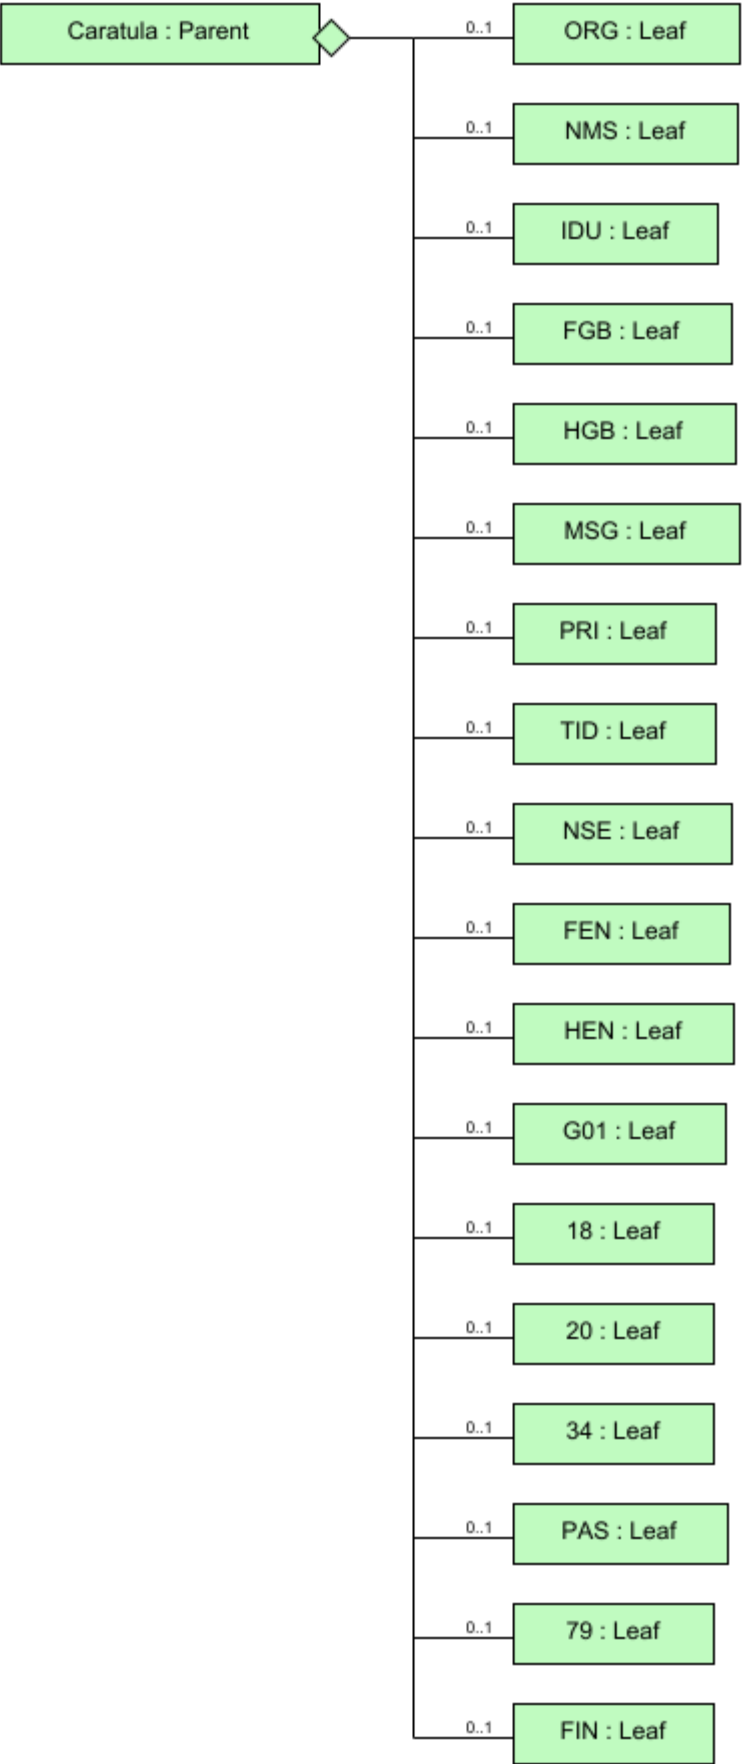 Caratula : Parent
0..1
ORG : Leaf
0..1
NMS : Leaf
0..1
IDU : Leaf
0..1
FGB : Leaf
0..1
HGB : Leaf
0..1
MSG : Leaf
0..1
PRI : Leaf
0..1
TID : Leaf
0..1
NSE : Leaf
0..1
FEN : Leaf
0..1
HEN : Leaf
0..1
G01 : Leaf
0..1
18 : Leaf
0..1
20 : Leaf
0..1
34 : Leaf
0..1
PAS : Leaf
0..1
79 : Leaf
0..1
FIN : Leaf